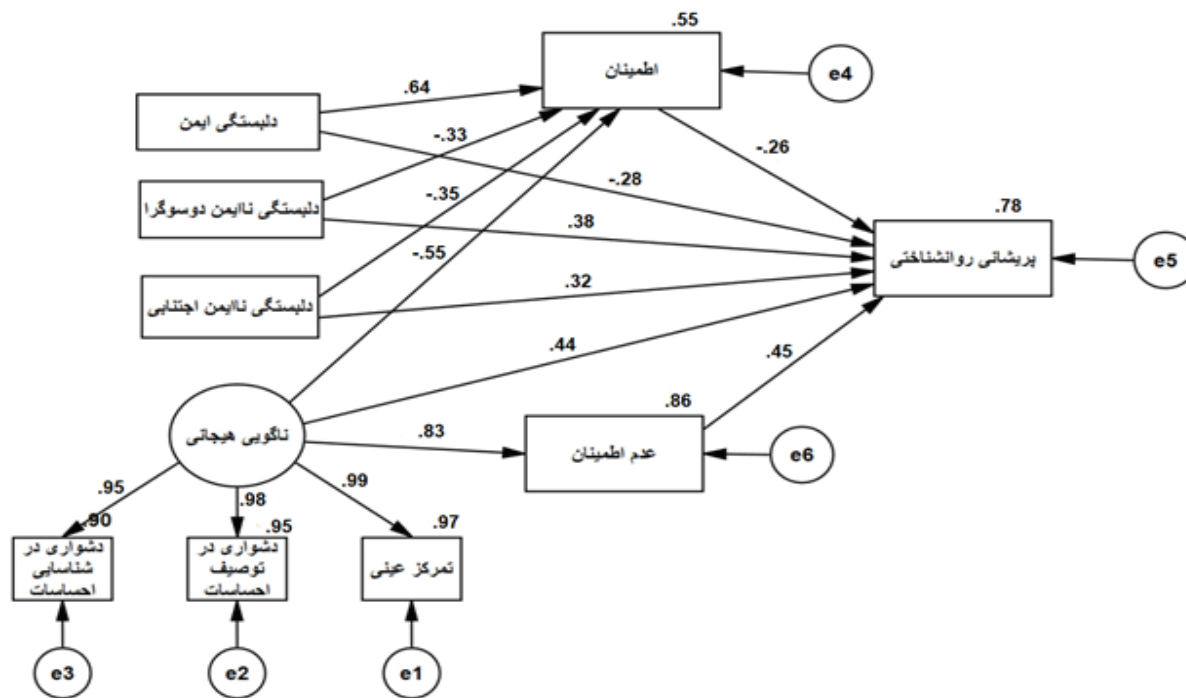 .55
اطمینان
e4
.64
دلبستگی ایمن
-.33
-.26
-.28
-.35
دلبستگی ناایمن دوسوگرا
.38
.78
پریشانی روانشناختی
e5
-.55
.32
دلبستگی ناایمن اجتنابی
.44
.45
.86
ناگویی هیجانی
.83
عدم اطمینان
e6
.95
.98
.99
.90
.95
.97
دشواری در
شناسایی
احساسات
دشواری در
توصیف
احساسات
تمرکز عینی
e3
e2
e1